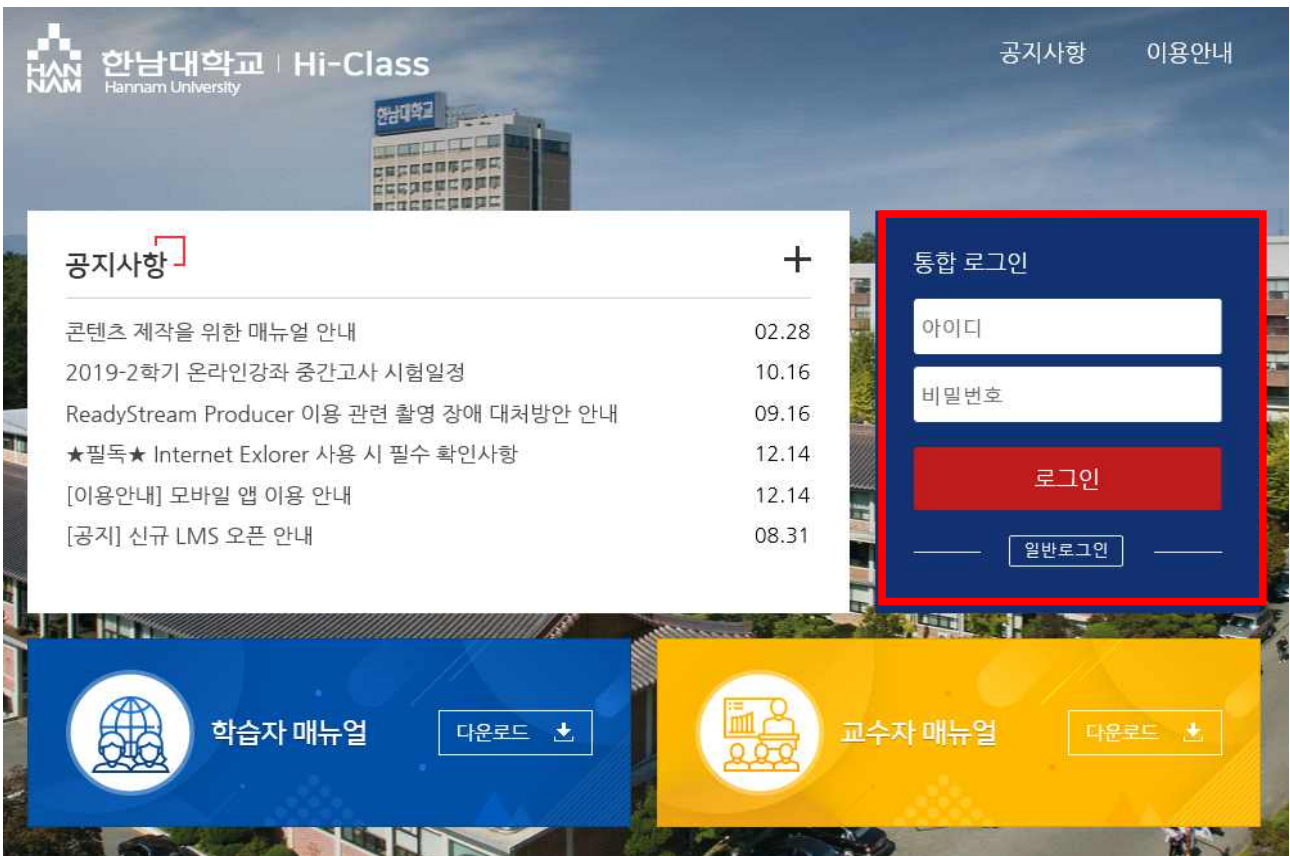 HAN
NAM
한남대학교 | Hi-Class
Hannam University
공지사항 이용안내
한남대학교
공지사항 +
콘텐츠 제작을 위한 매뉴얼 안내 02.28
2019-2학기 온라인강좌 중간고사 시험일정 10.16
ReadyStream Producer 이용 관련 촬영 장애 대처방안 안내 09.16
★필독★ Internet Exlorer 사용 시 필수 확인사항 12.14
[이용안내] 모바일 앱 이용 안내 12.14
[공지] 신규 LMS 오픈 안내 08.31
통합 로그인
아이디
비밀번호
로그인
일반로그인
학습자 매뉴얼 다운로드
교수자 매뉴얼 다운로드